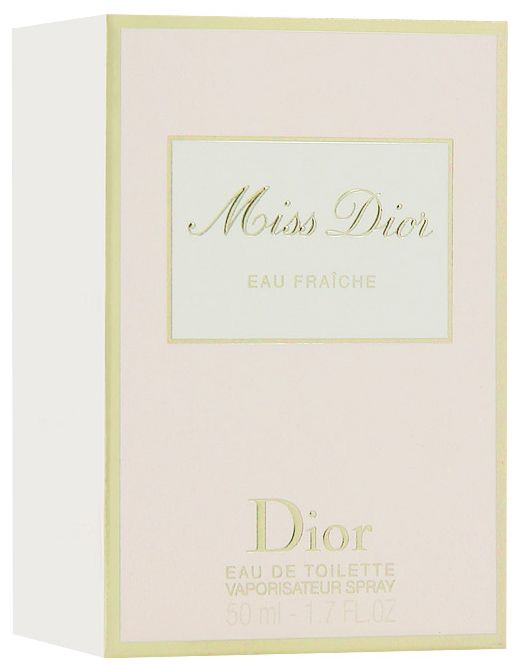 Miss Dior
EAU FRAÎCHE
Dior
EAU DE TOILETTE
VAPORISATEUR SPRAY
50 ml - 1.7 FL.OZ